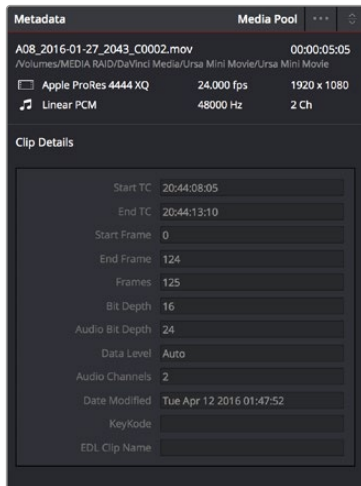 Metadata Media Pool
A08_2016-01-27_2043_C0002.mov 00:00:05:05
/Volumes/MEDIA RAID/DaVinci Media/Ursa Mini Movie/Ursa Mini Movie
Apple ProRes 4444 XQ 24.000 fps 1920 x 1080
Linear PCM 48000 Hz 2 Ch
Clip Details
Start TC 20:44:08:05
End TC 20:44:13:10
Start Frame 0
End Frame 124
Frames 125
Bit Depth 16
Audio Bit Depth 24
Data Level Auto
Audio Channels 2
Date Modified Tue Apr 12 2016 01:47:52
KeyKode
EDL Clip Name